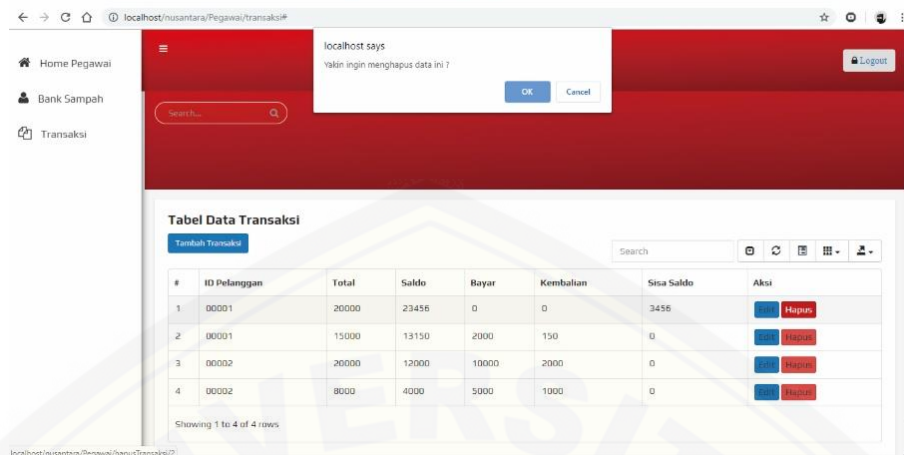 localhost/nusantara/Pegawai/transaksi#
localhost says
Yakin ingin menghapus data ini ?
OK Cancel
Home Pegawai
Bank Sampah
Transaksi
Logout
Search...
Tabel Data Transaksi
Tambah Transaksi
Search
# ID Pelanggan Total Saldo Bayar Kembalian Sisa Saldo Aksi
1 00001 20000 23456 0 0 3456 Edit Hapus
2 00001 15000 13150 2000 150 0 Edit Hapus
3 00002 20000 12000 10000 2000 0 Edit Hapus
4 00002 8000 4000 5000 1000 0 Edit Hapus
Showing 1 to 4 of 4 rows
localhost/nusantara/Pegawai/hapusTransaksi/2